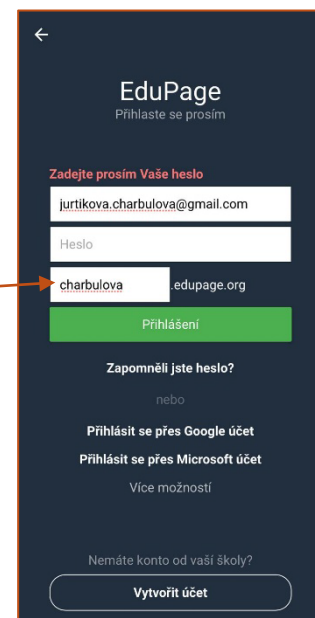 EduPage
Přihlaste se prosím
Zadejte prosím Vaše heslo
jurtikova.charbulova@gmail.com
Heslo
charbulova .edupage.org
Přihlášení
Zapomněli jste heslo?
nebo
Přihlásit se přes Google účet
Přihlásit se přes Microsoft účet
Více možností
Nemáte konto od vaší školy?
Vytvořit účet